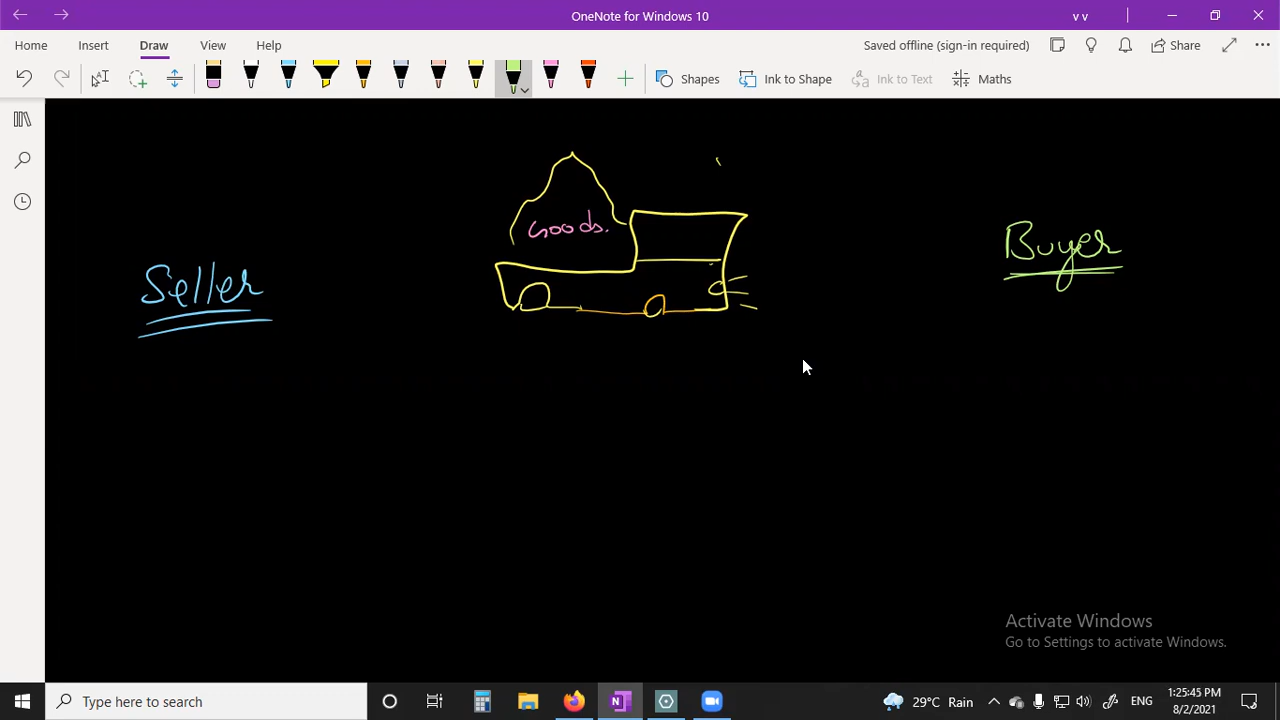 OneNote for Windows 10
v v
Home Insert Draw View Help
Saved offline (sign-in required)
Share
Shapes
Ink to Shape
Ink to Text
Maths
Goods.
Buyer
Seller
Activate Windows
Go to Settings to activate Windows.
Type here to search
29°C Rain
ENG
1:25:45 PM
8/2/2021